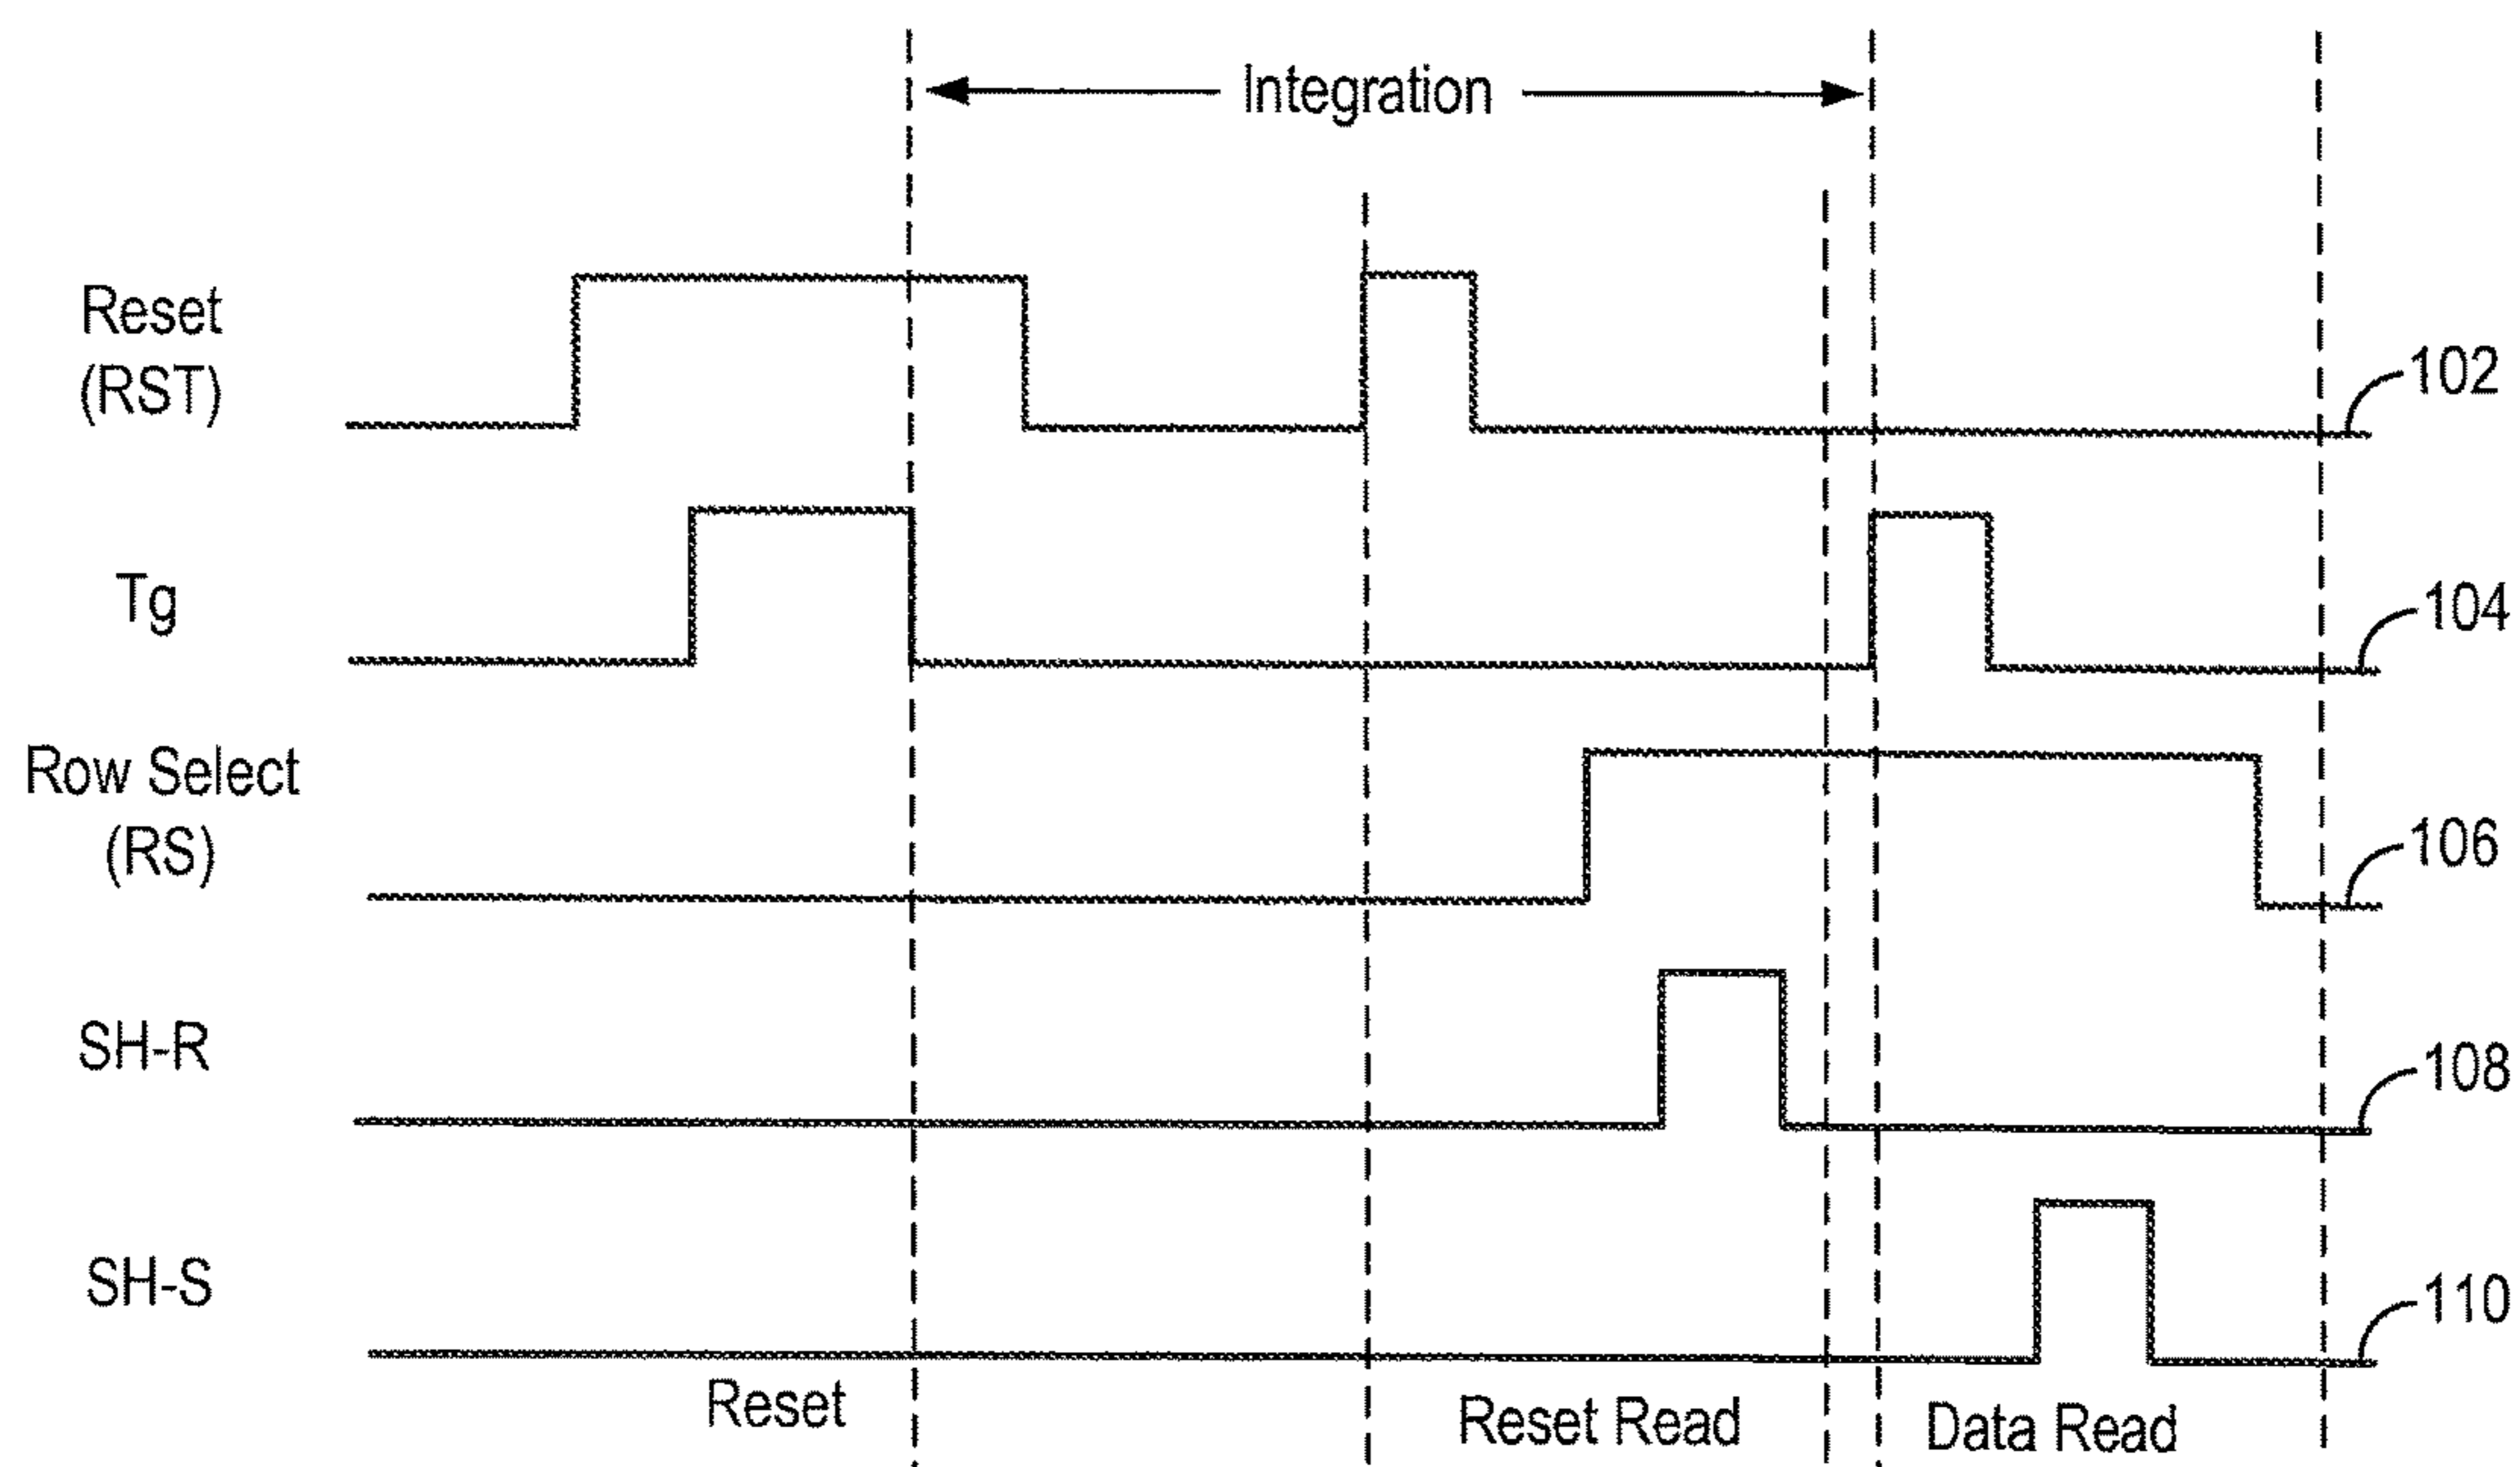 Integration
Reset
(RST)
102
Tg
104
Row Select
(RS)
106
SH-R
108
SH-S
110
Reset
Reset Read
Data Read